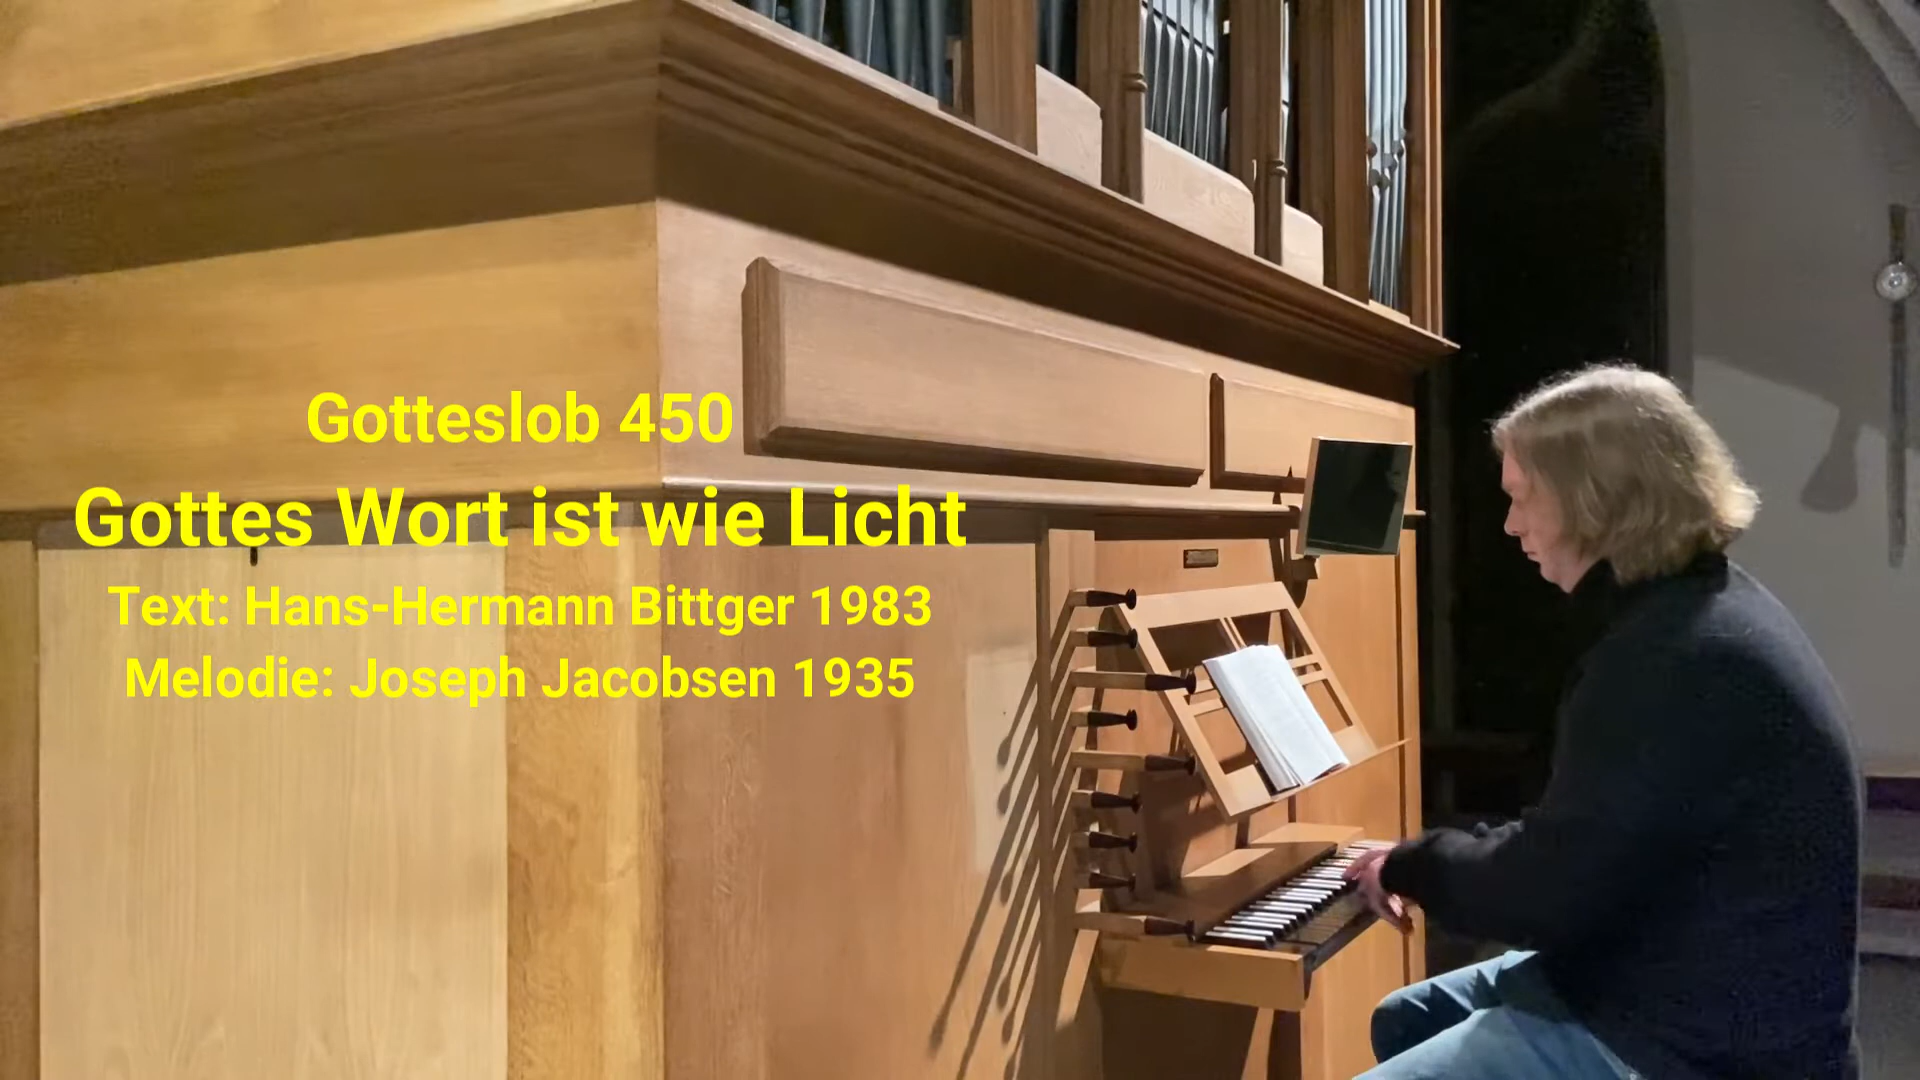 Gotteslob 450
Gottes Wort ist wie Licht
Text: Hans-Hermann Bittger 1983
Melodie: Joseph Jacobsen 1935